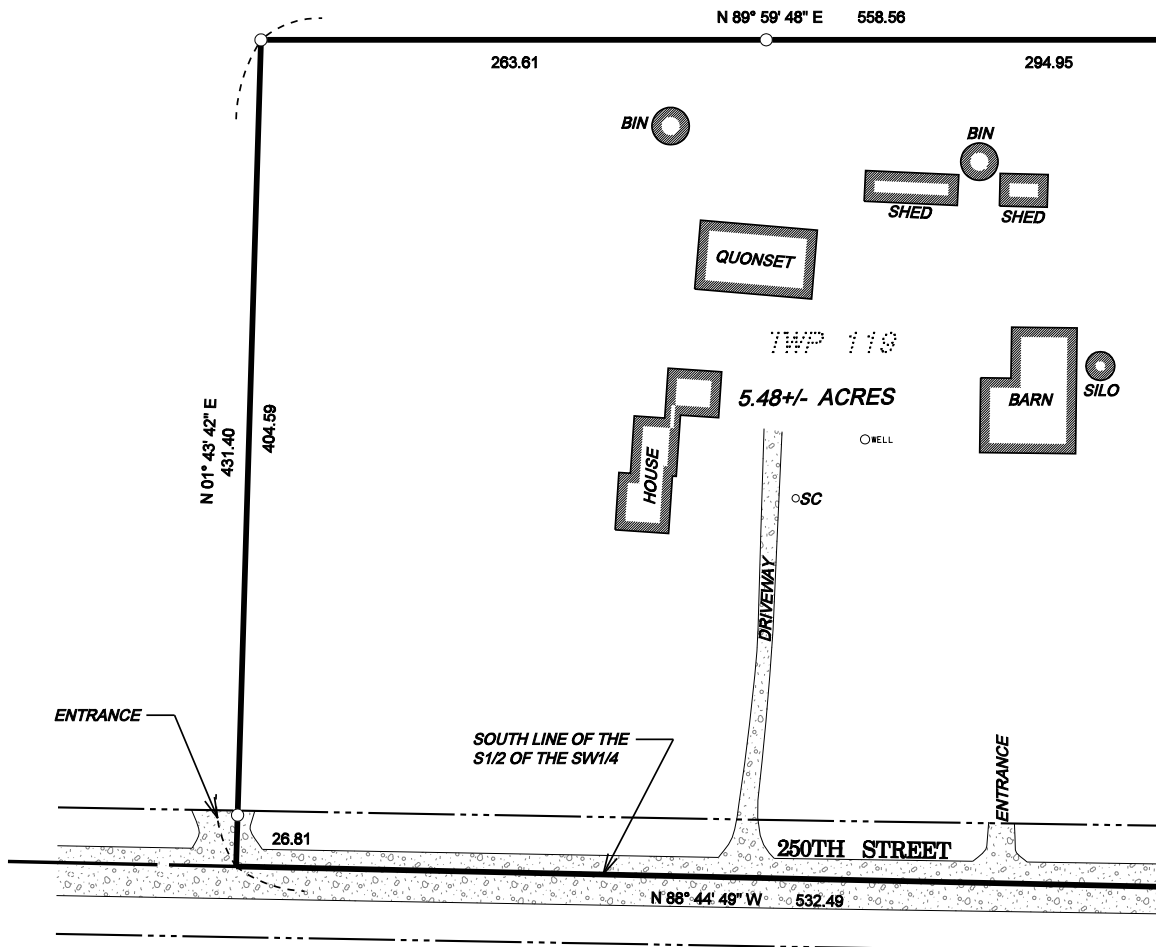 N 89° 59' 48" E 558.56
263.61
294.95
BIN
BIN
SHED
SHED
QUONSET
TWP 119
5.48+/- ACRES
BARN
SILO
WELL
HOUSE
SC
N 01° 43' 42" E
431.40
404.59
DRIVEWAY
ENTRANCE
SOUTH LINE OF THE
S1/2 OF THE SW1/4
ENTRANCE
26.81
250TH STREET
N 88° 44' 49" W 532.49